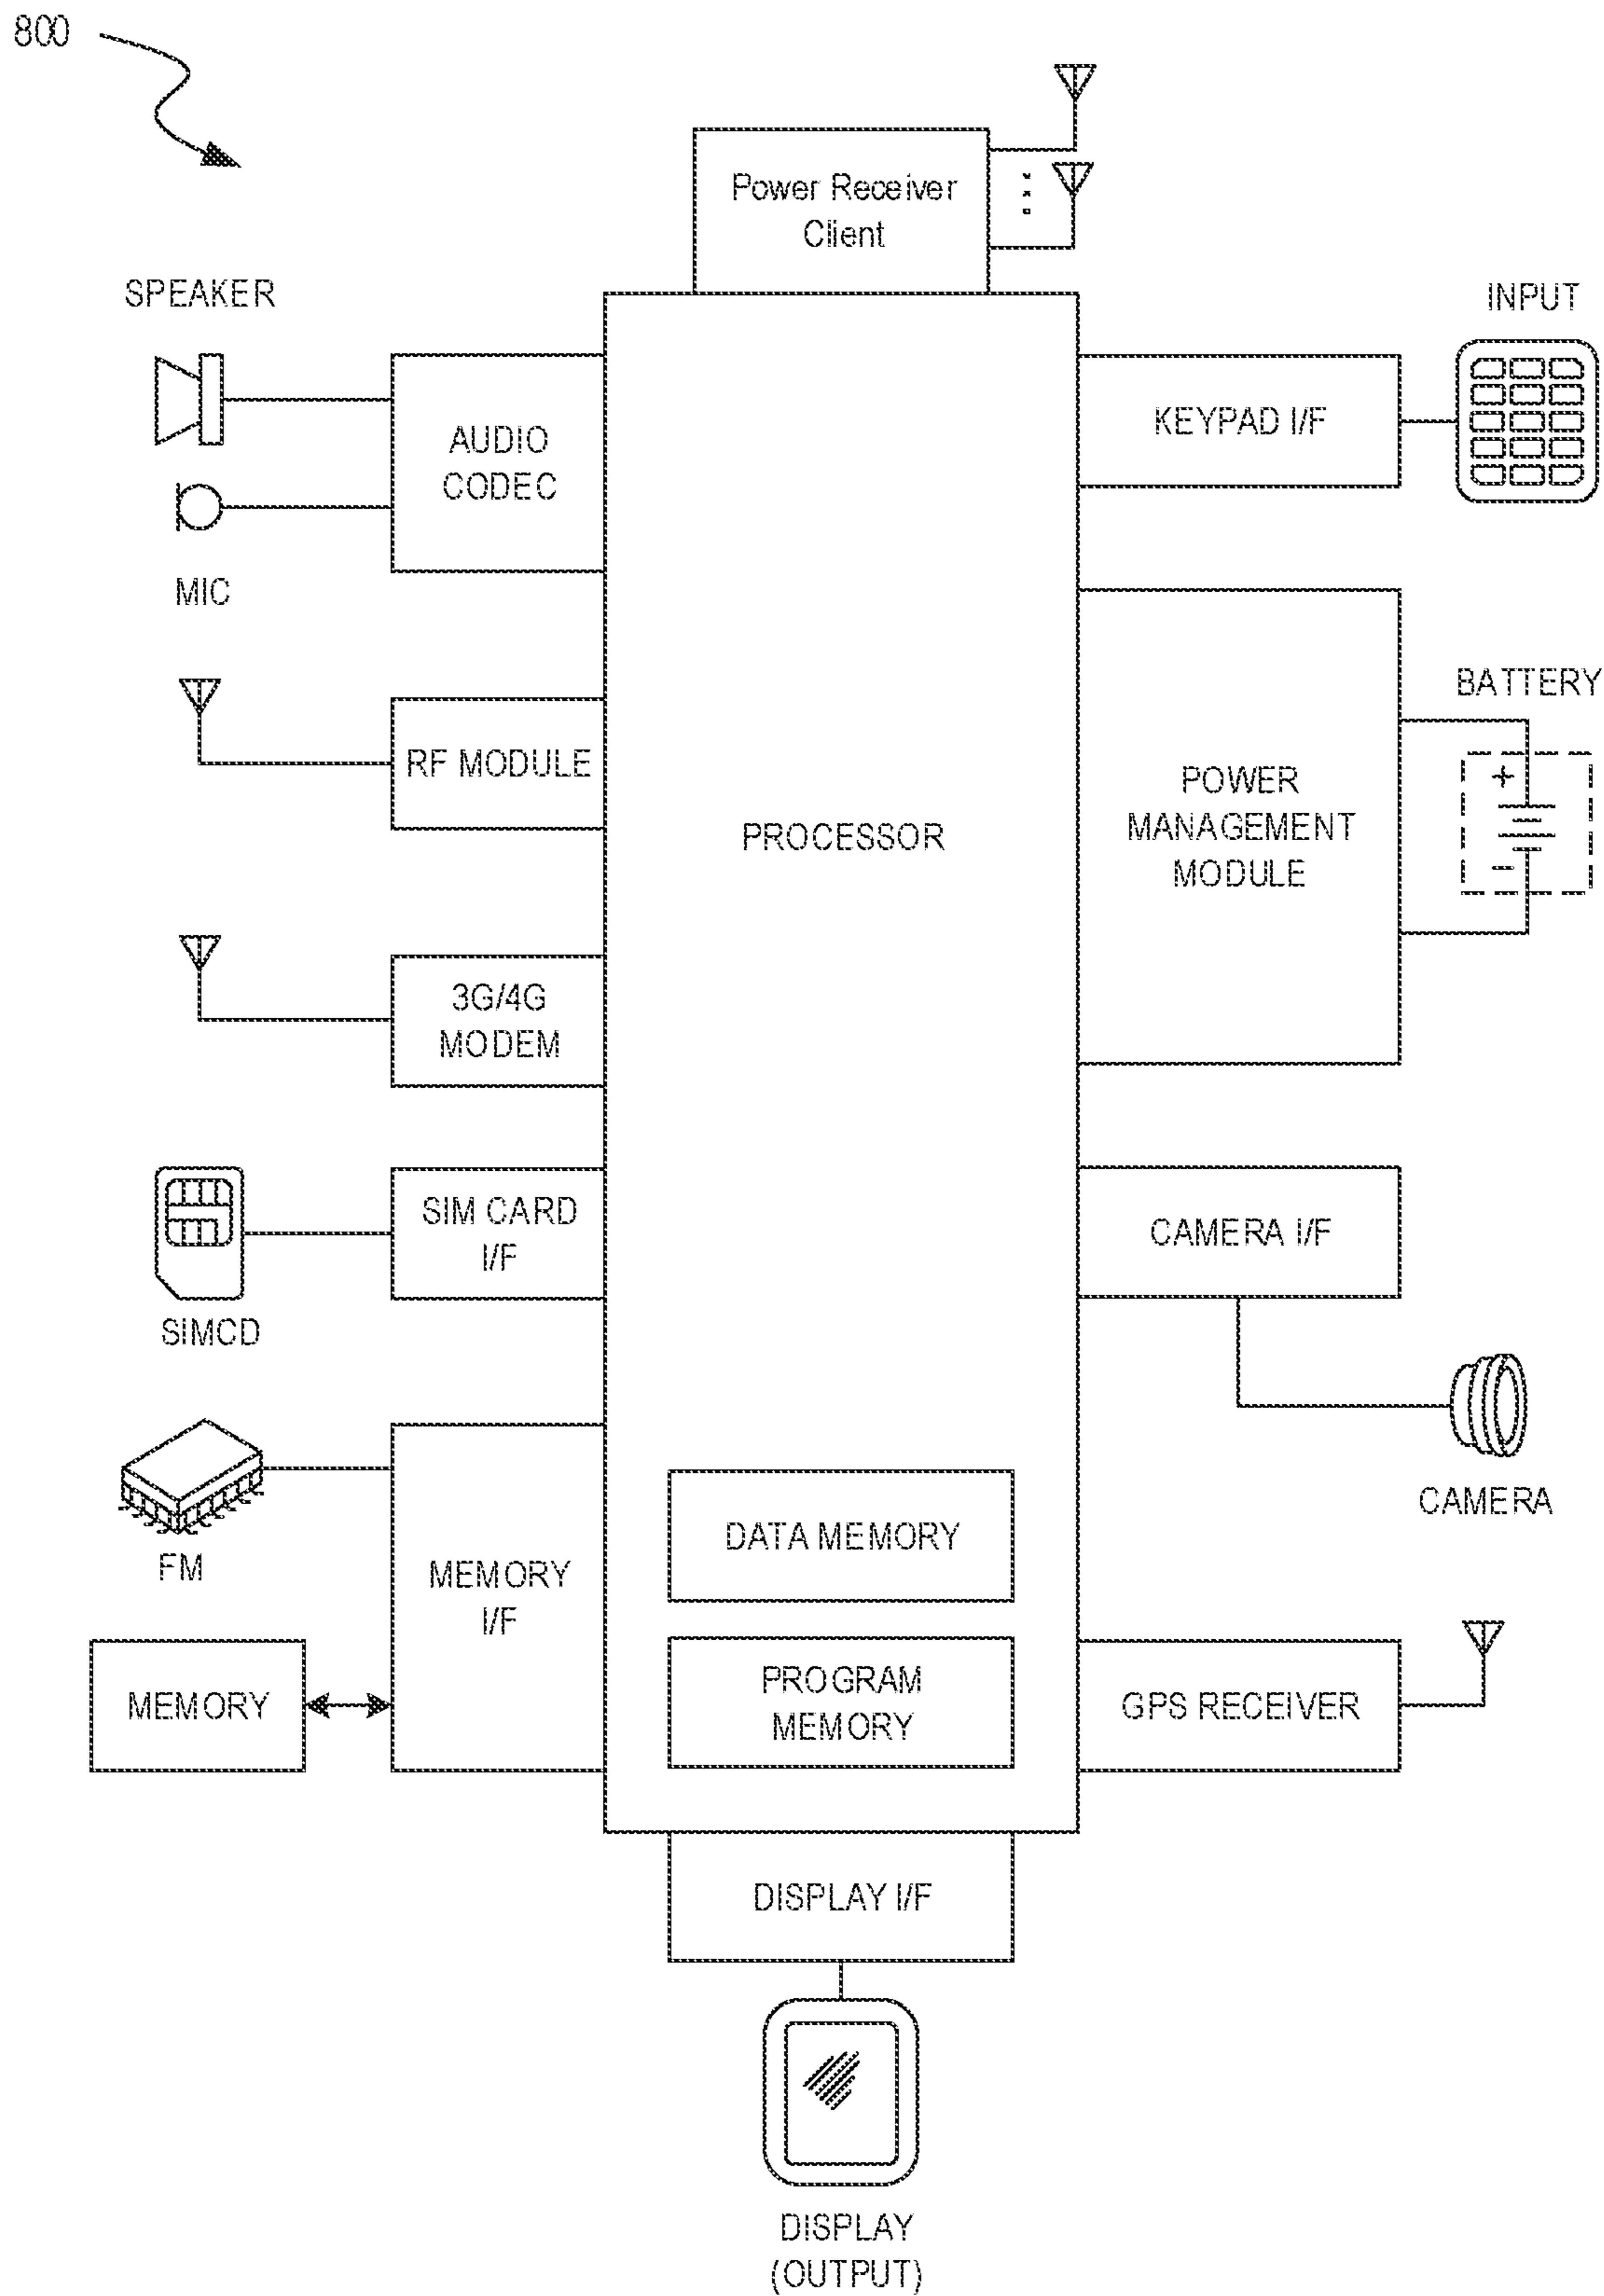 800
Power Receiver
Client
SPEAKER
INPUT
AUDIO
CODEC
KEYPAD I/F
MIC
BATTERY
RF MODULE
+
POWER
MANAGEMENT
MODULE
PROCESSOR
-
3G/4G
MODEM
SIM CARD
I/F
CAMERA I/F
SIMCD
CAMERA
DATA MEMORY
FM
MEMORY
I/F
MEMORY
PROGRAM
MEMORY
GPS RECEIVER
DISPLAY I/F
DISPLAY
(OUTPUT)